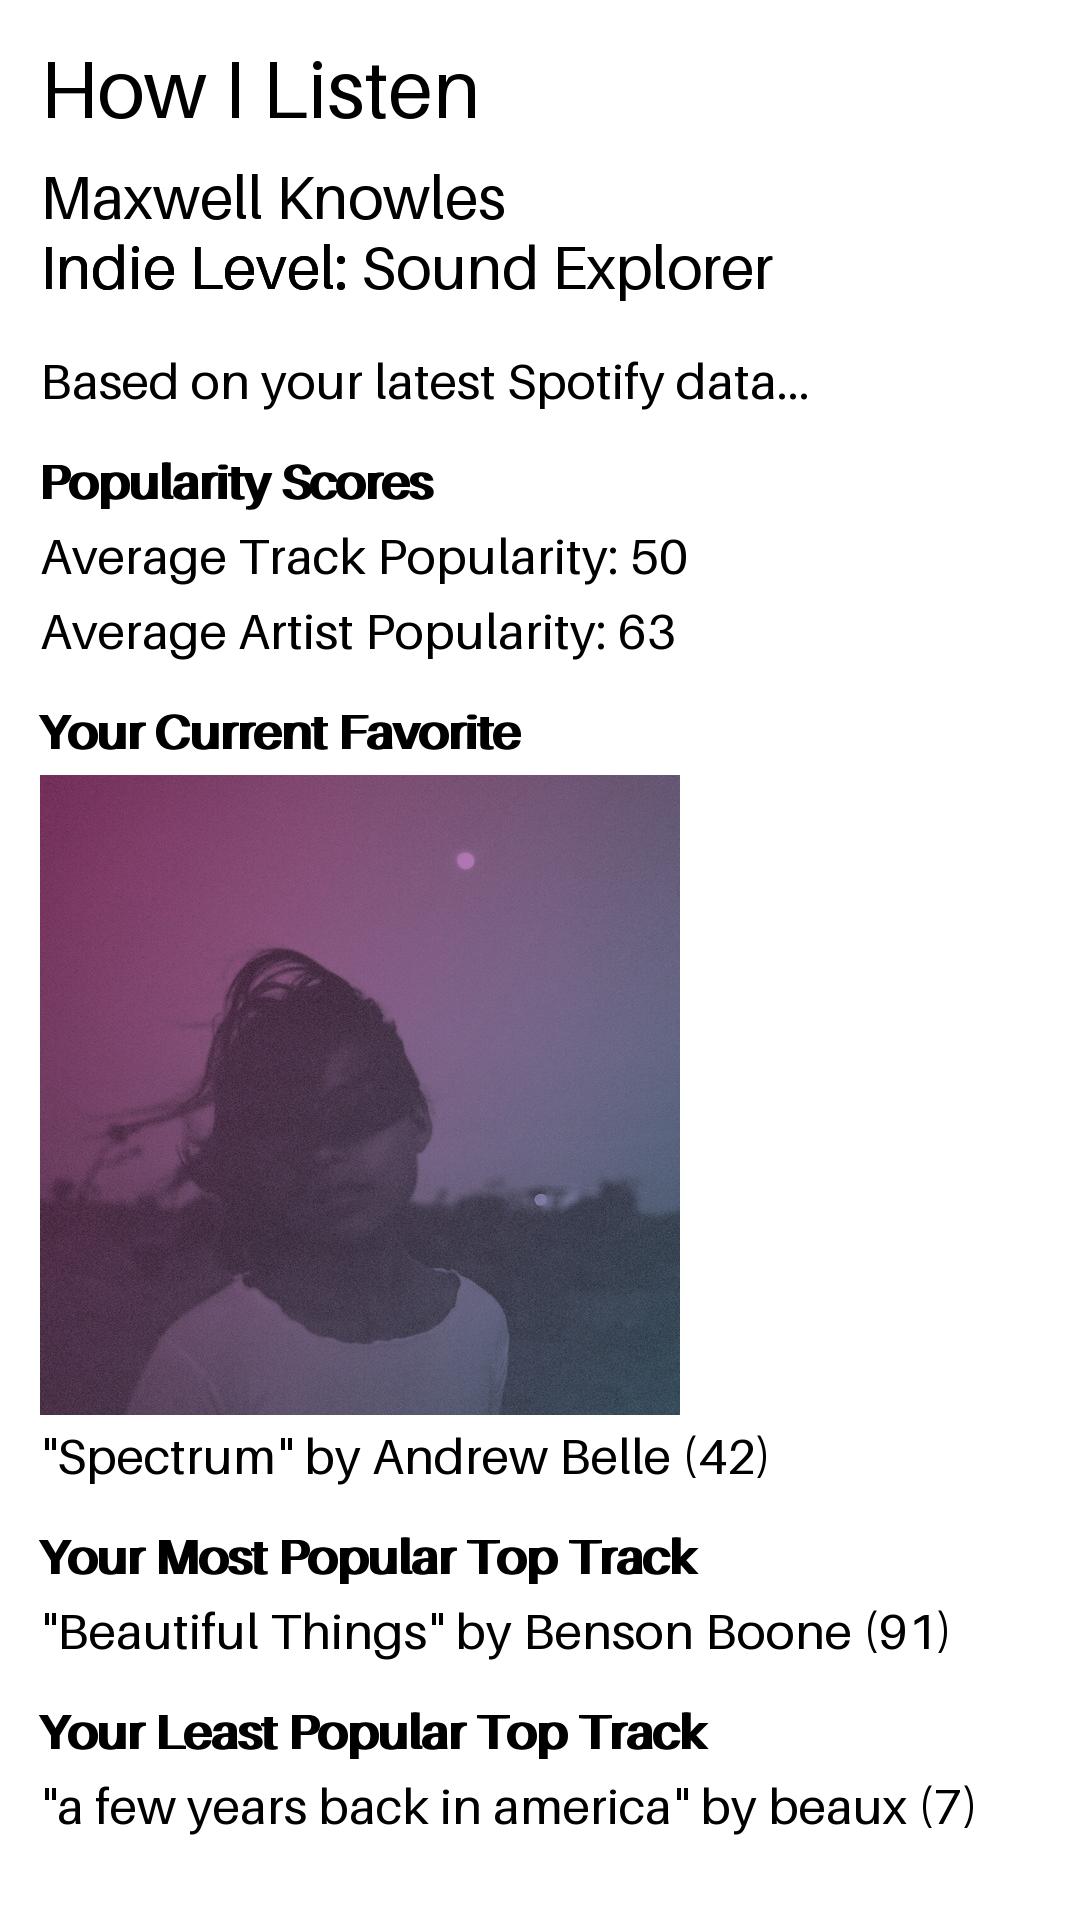 How I Listen
Maxwell Knowles
Indie Level: Sound Explorer
Based on your latest Spotify data...
Popularity Scores
Average Track Popularity: 50
Average Artist Popularity: 63
Your Current Favorite
"Spectrum" by Andrew Belle (42)
Your Most Popular Top Track
"Beautiful Things" by Benson Boone (91)
Your Least Popular Top Track
"a few years back in america" by beaux (7)